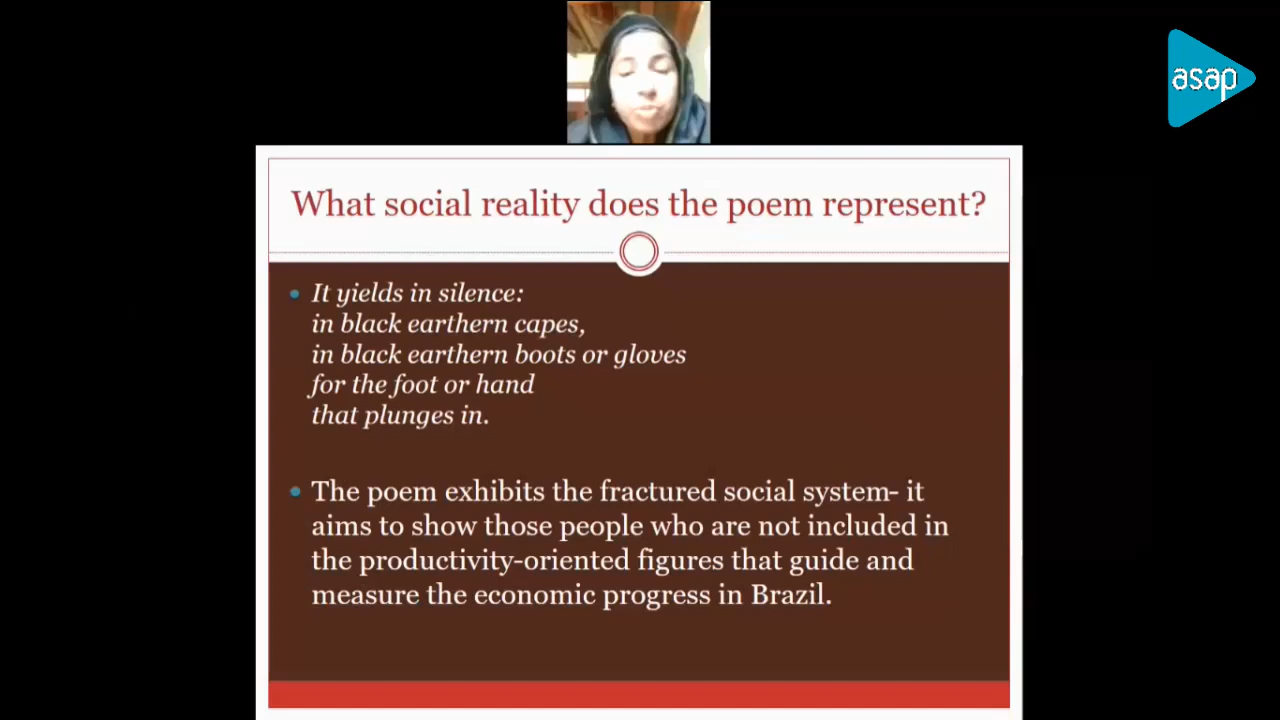 asap
What social reality does the poem represent?
It yields in silence:
in black earthern capes,
in black earthern boots or gloves
for the foot or hand
that plunges in.
The poem exhibits the fractured social system- it
aims to show those people who are not included in
the productivity-oriented figures that guide and
measure the economic progress in Brazil.